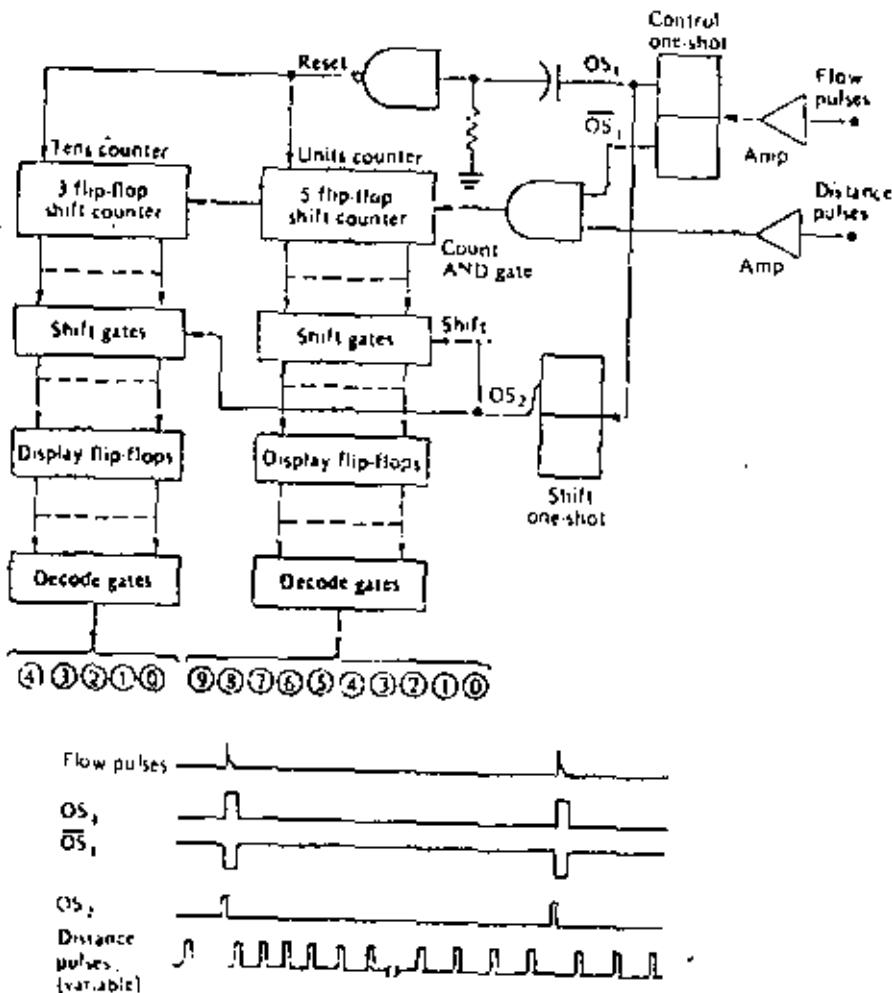 Control
one-shot
Flow
pulses
Amp
Reset
OS₁
OS₁
Tens counter
Units counter
3 flip-flop
shift counter
5 flip-flop
shift counter
Distance
pulses
Amp
Count
AND gate
Shift gates
Shift gates
Shift
OS₂
Display flip-flops
Display flip-flops
Shift
one-shot
Decode gates
Decode gates
4 3 2 1 0
9 8 7 6 5 4 3 2 1 0
Flow pulses
OS₁
OS₁
OS₂
Distance
pulses
(variable)